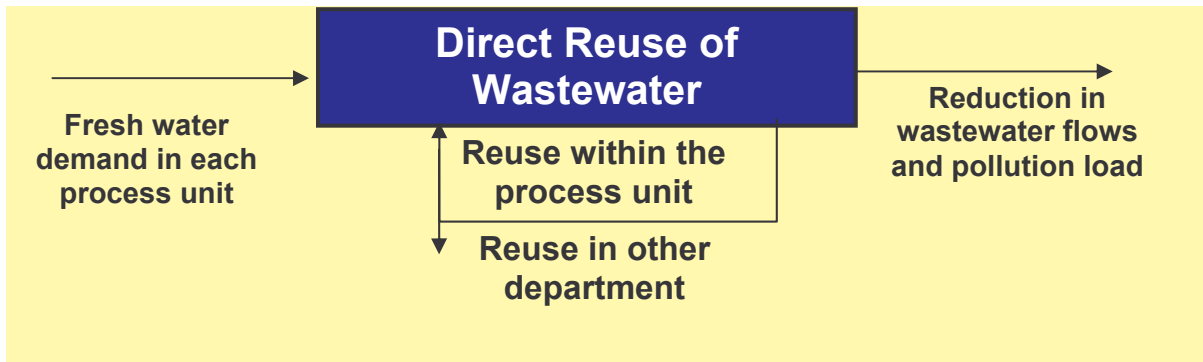 Direct Reuse of
Wastewater
Fresh water
demand in each
process unit
Reuse within the
process unit
Reuse in other
department
Reduction in
wastewater flows
and pollution load